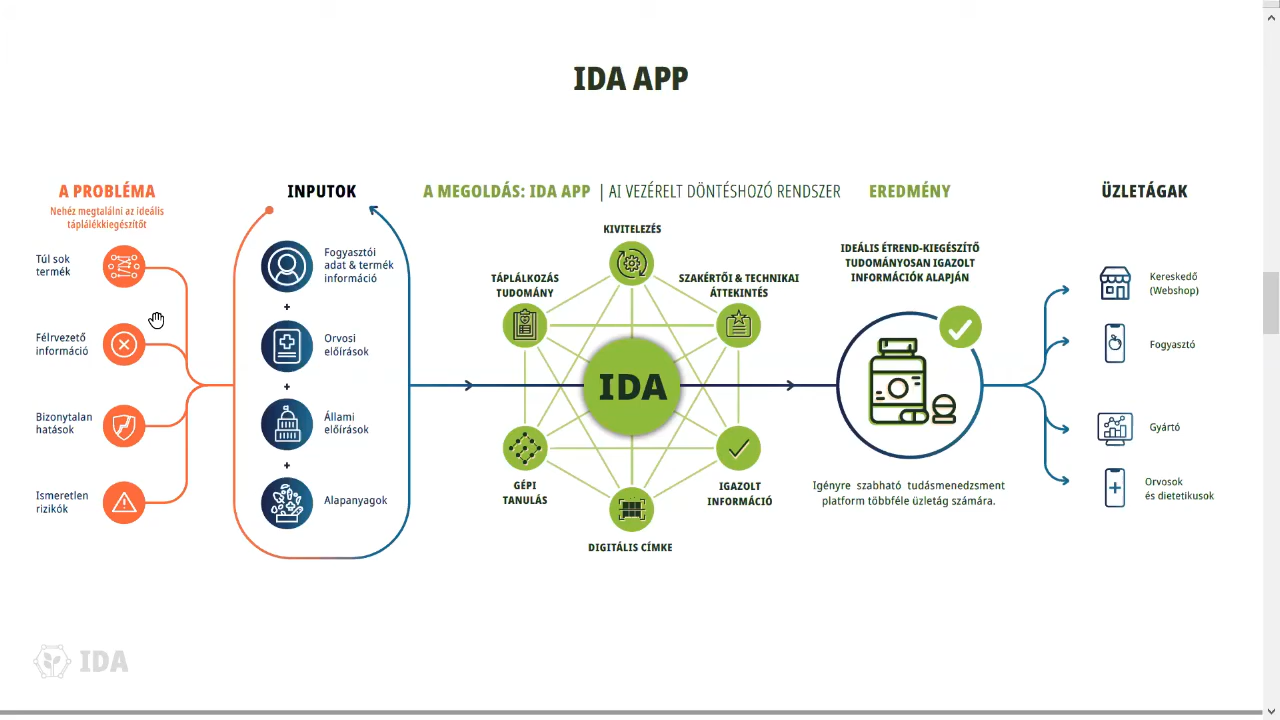 IDA APP
A PROBLÉMA
Nehéz megtalálni az ideális
táplálékkiegészítőt
Túl sok
termék
Félrvezető
információ
Bizonytalan
hatások
Ismeretlen
rizikók
INPUTOK
Fogyasztói
adat & termék
információ
+
Orvosi
előírások
+
Állami
előírások
+
Alapanyagok
A MEGOLDÁS: IDA APP | AI VEZÉRELT DÖNTÉSHOZÓ RENDSZER
KIVITELEZÉS
TÁPLÁLKOZÁS
TUDOMÁNY
SZAKÉRTŐI & TECHNIKAI
ÁTTEKINTÉS
IDA
GÉPI
TANULÁS
IGAZOLT
INFORMÁCIÓ
DIGITÁLIS CÍMKE
EREDMÉNY
IDEÁLIS ÉTREND-KIEGÉSZÍTŐ
TUDOMÁNYOSAN IGAZOLT
INFORMÁCIÓK ALAPJÁN
Igényre szabható tudásmenedzsment
platform többféle üzletág számára.
ÜZLETÁGAK
Kereskedő
(Webshop)
Fogyasztó
Gyártó
Orvosok
és dietetikusok
IDA